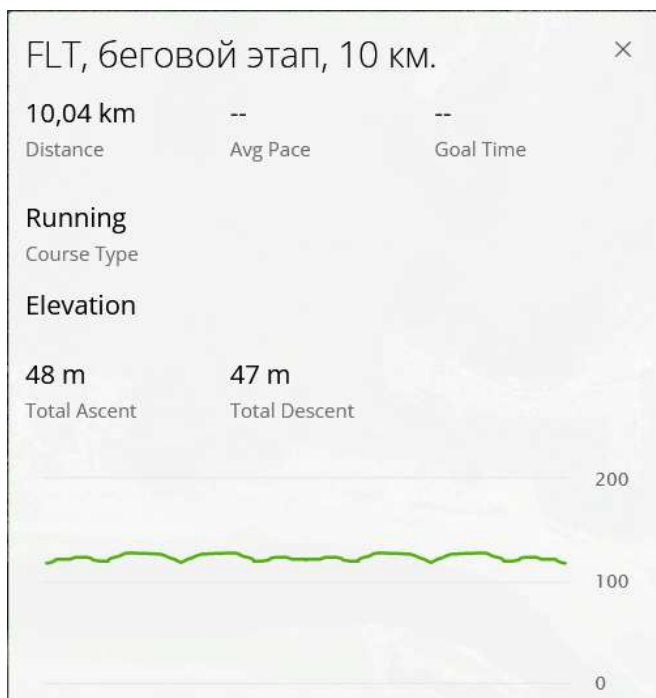 FLT, беговой этап, 10 км.
10,04 km -- --
Distance Avg Pace Goal Time
Running
Course Type
Elevation
48 m 47 m
Total Ascent Total Descent
200
100
0